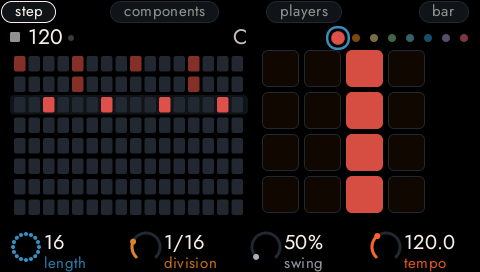 step components players bar
120 C
16 1/16 50% 120.0
length division swing tempo